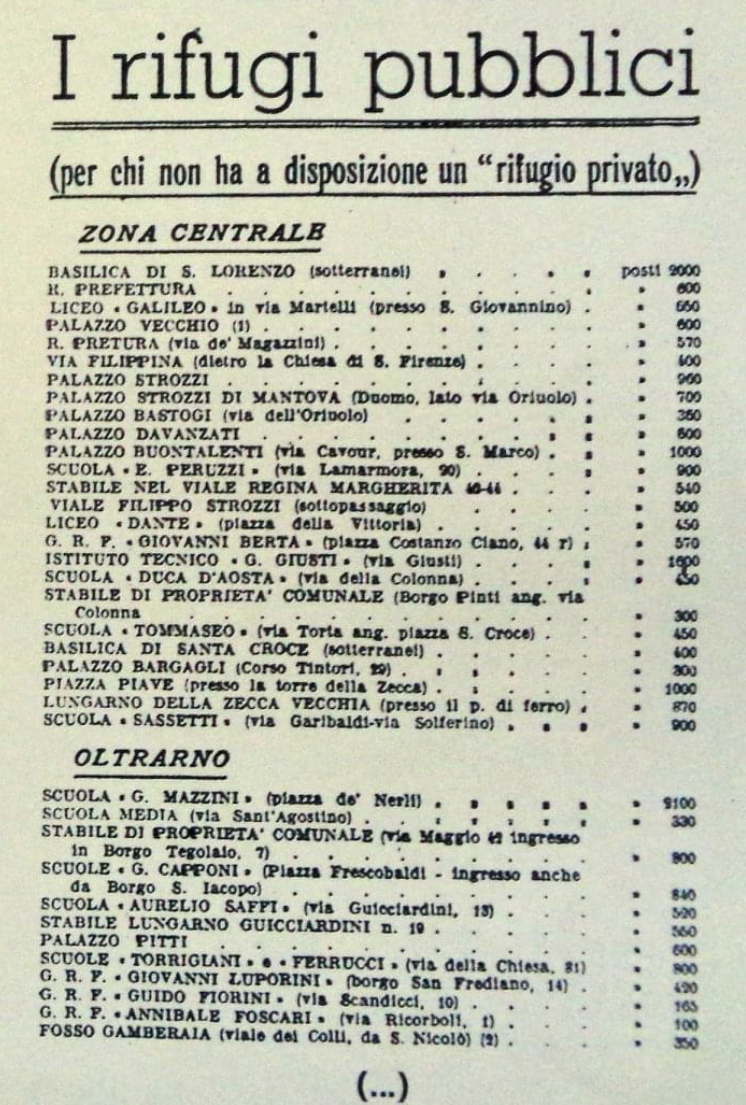 I rifugi pubblici
(per chi non ha a disposizione un “rifugio privato„)
ZONA CENTRALE
BASILICA DI S. LORENZO (sotterranei) . . . . . posti 2000
R. PREFETTURA . . . . . . . . . . . » 600
LICEO «GALILEO» in via Martelli (presso S. Giovannino) . »
PALAZZO VECCHIO (1) . . . . . . . . . . » 600
R. PRETURA (via de' Magazzini) . . . . . . . . » 570
VIA FILIPPINA (dietro la Chiesa di S. Firenze) . . . . » 400
PALAZZO STROZZI . . . . . . . . . . . » 960
PALAZZO STROZZI DI MANTOVA (Duomo, lato via Oriuolo) . » 700
PALAZZO BASTOGI (via dell'Oriuolo) . . . . . . »
PALAZZO DAVANZATI . . . . . . . . . . »
PALAZZO BUONTALENTI (via Cavour, presso S. Marco) . . » 1000
SCUOLA «E. PERUZZI» (via Lamarmora, 20) . . . . » 900
STABILE NEL VIALE REGINA MARGHERITA . . . » 540
VIALE FILIPPO STROZZI (sottopassaggio) . . . . . » 500
LICEO «DANTE» (piazza della Vittoria) . . . . . » 450
G. R. F. «GIOVANNI BERTA» (piazza Costanzo Ciano, 44 r) . » 570
ISTITUTO TECNICO «G. GIUSTI» (via Giusti) . . . . »
SCUOLA «DUCA D'AOSTA» (via della Colonna) . . . . »
STABILE DI PROPRIETA' COMUNALE (Borgo Pinti ang. via
Colonna . . . . . . . . . . . . » 300
SCUOLA «TOMMASEO» (via Torta ang. piazza S. Croce) . . » 450
BASILICA DI SANTA CROCE (sotterranei) . . . . . » 400
PALAZZO BARGAGLI (Corso Tintori, 29) . . . . . . » 300
PIAZZA PIAVE (presso la torre della Zecca) . . . . . » 1000
LUNGARNO DELLA ZECCA VECCHIA (presso il p. di ferro) . » 870
SCUOLA «SASSETTI» (via Garibaldi-via Solferino) . . . » 900
OLTRARNO
SCUOLA «G. MAZZINI» (piazza de' Nerli) . . . . . » 2100
SCUOLA MEDIA (via Sant'Agostino) . . . . . . . » 330
STABILE DI PROPRIETA' COMUNALE (via Maggio 42 ingresso
in Borgo Tegolaio, 7) . . . . . . . . . » 800
SCUOLE «G. CAPPONI» (Piazza Frescobaldi - ingresso anche
da Borgo S. Iacopo) . . . . . . . . . » 840
SCUOLA «AURELIO SAFFI» (via Guicciardini, 13) . . . »
STABILE LUNGARNO GUICCIARDINI n. 19 . . . . . »
PALAZZO PITTI . . . . . . . . . . . » 600
SCUOLE «TORRIGIANI» e «FERRUCCI» (via della Chiesa, 81) » 800
G. R. F. «GIOVANNI LUPORINI» (borgo San Frediano, 14) . » 420
G. R. F. «GUIDO FIORINI» (via Scandicci, 10) . . . . » 165
G. R. F. «ANNIBALE FOSCARI» (via Ricorboli, 1) . . . » 100
FOSSO GAMBERAIA (viale dei Colli, da S. Nicolò) (2) . . . » 350
(...)